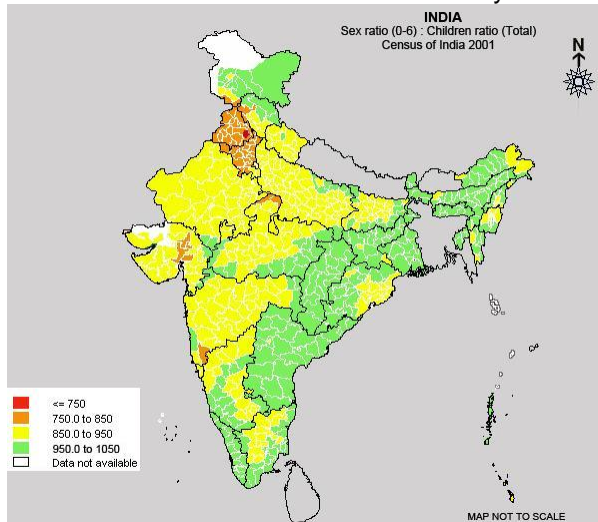 INDIA
Sex ratio (0-6) : Children ratio (Total)
Census of India 2001
N
<= 750
750.0 to 850
850.0 to 950
950.0 to 1050
Data not available
MAP NOT TO SCALE